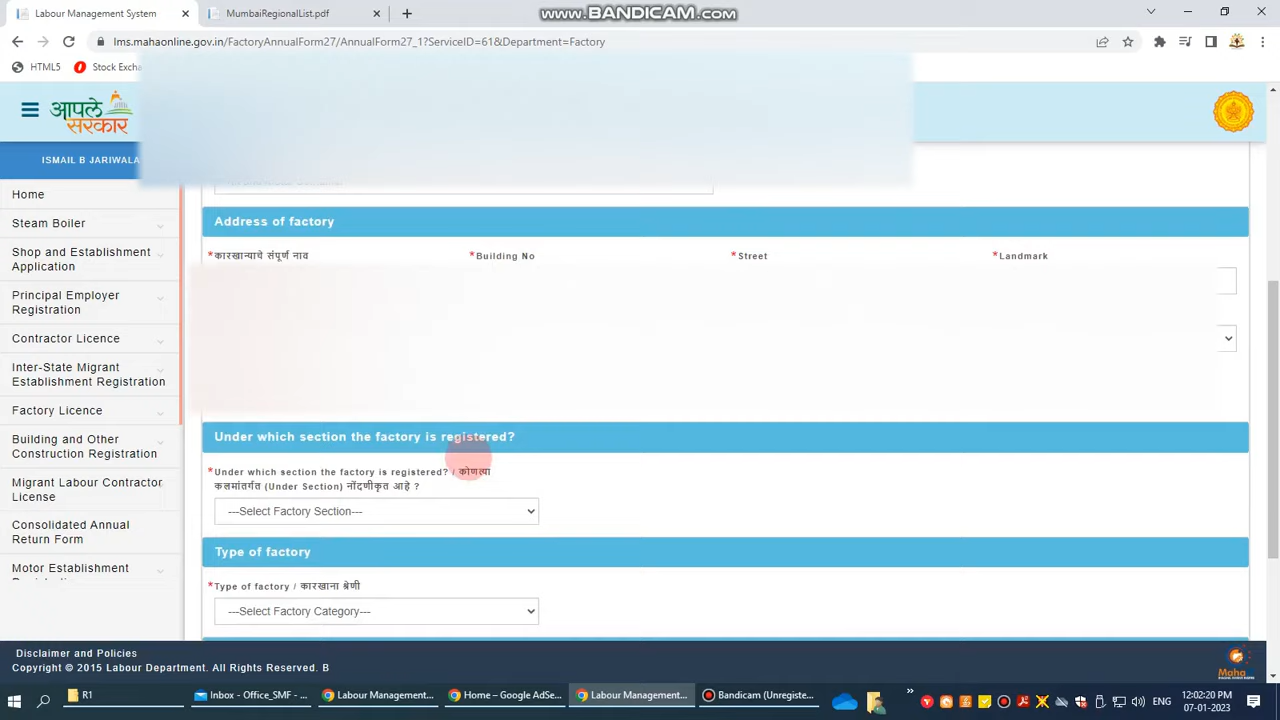 Labour Management System
MumbaiRegionalList.pdf
www.BANDICAM.com
lms.mahaonline.gov.in/FactoryAnnualForm27/AnnualForm27_1?ServiceID=61&Department=Factory
HTML5
Stock Excha
आपले
सरकार
ISMAIL B JARIWALA
Home
Steam Boiler
Shop and Establishment
Application
Principal Employer
Registration
Contractor Licence
Inter-State Migrant
Establishment Registration
Factory Licence
Building and Other
Construction Registration
Migrant Labour Contractor
License
Consolidated Annual
Return Form
Motor Establishment
Address of factory
*कारखान्याचे संपूर्ण नाव
*Building No
*Street
*Landmark
Under which section the factory is registered?
*Under which section the factory is registered? / कोणत्या
कलमांतर्गत (Under Section) नोंदणीकृत आहे ?
---Select Factory Section---
Type of factory
*Type of factory / कारखाना श्रेणी
---Select Factory Category---
Disclaimer and Policies
Copyright © 2015 Labour Department. All Rights Reserved. B
Maha
R1
Inbox - Office_SMF - ...
Labour Management...
Home – Google AdSe...
Labour Management...
Bandicam (Unregiste...
ENG
12:02:20 PM
07-01-2023